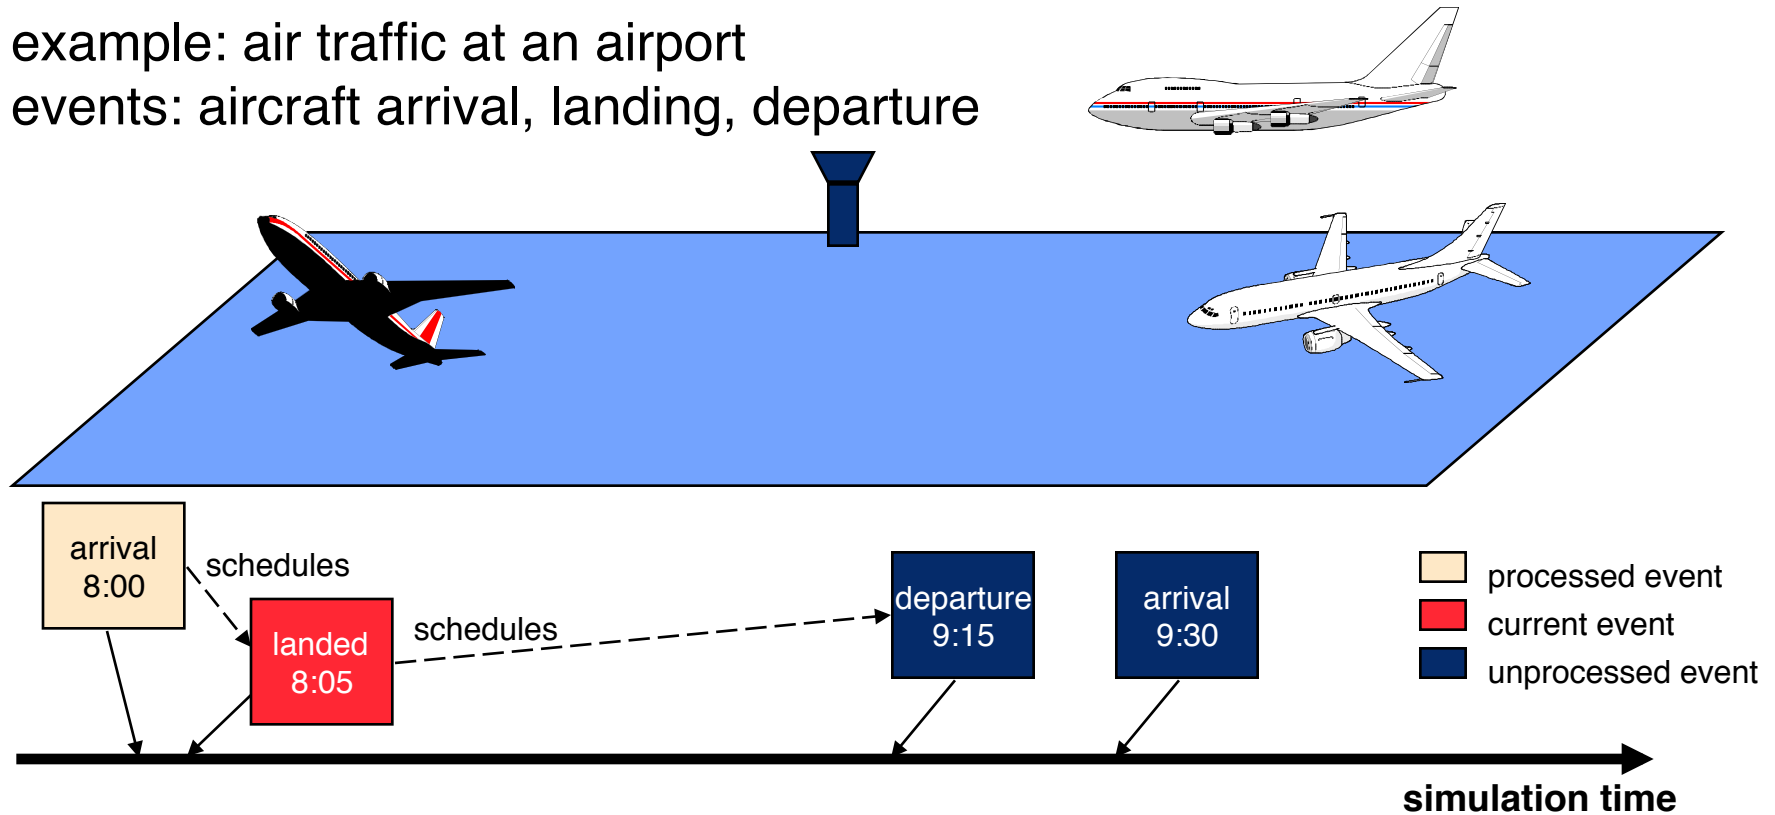 example: air traffic at an airport
events: aircraft arrival, landing, departure
arrival
8:00
schedules
landed
8:05
schedules
departure
9:15
arrival
9:30
processed event
current event
unprocessed event
simulation time